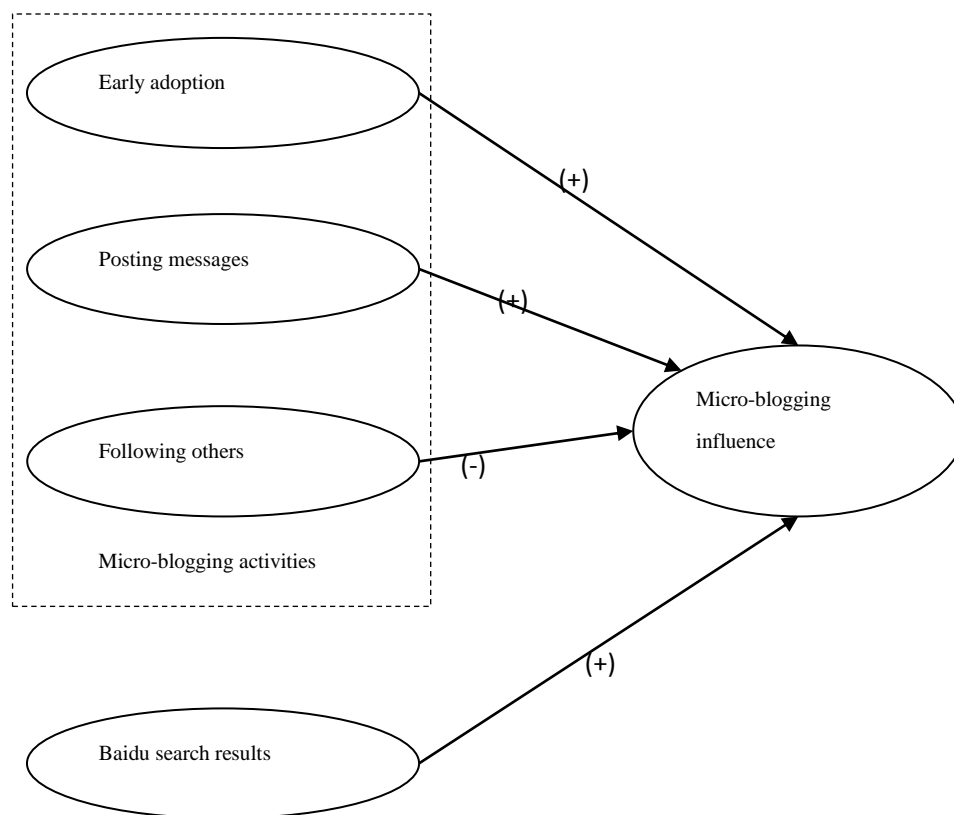 Early adoption
(+)
Posting messages
(+)
Micro-blogging
influence
Following others
(-)
Micro-blogging activities
(+)
Baidu search results